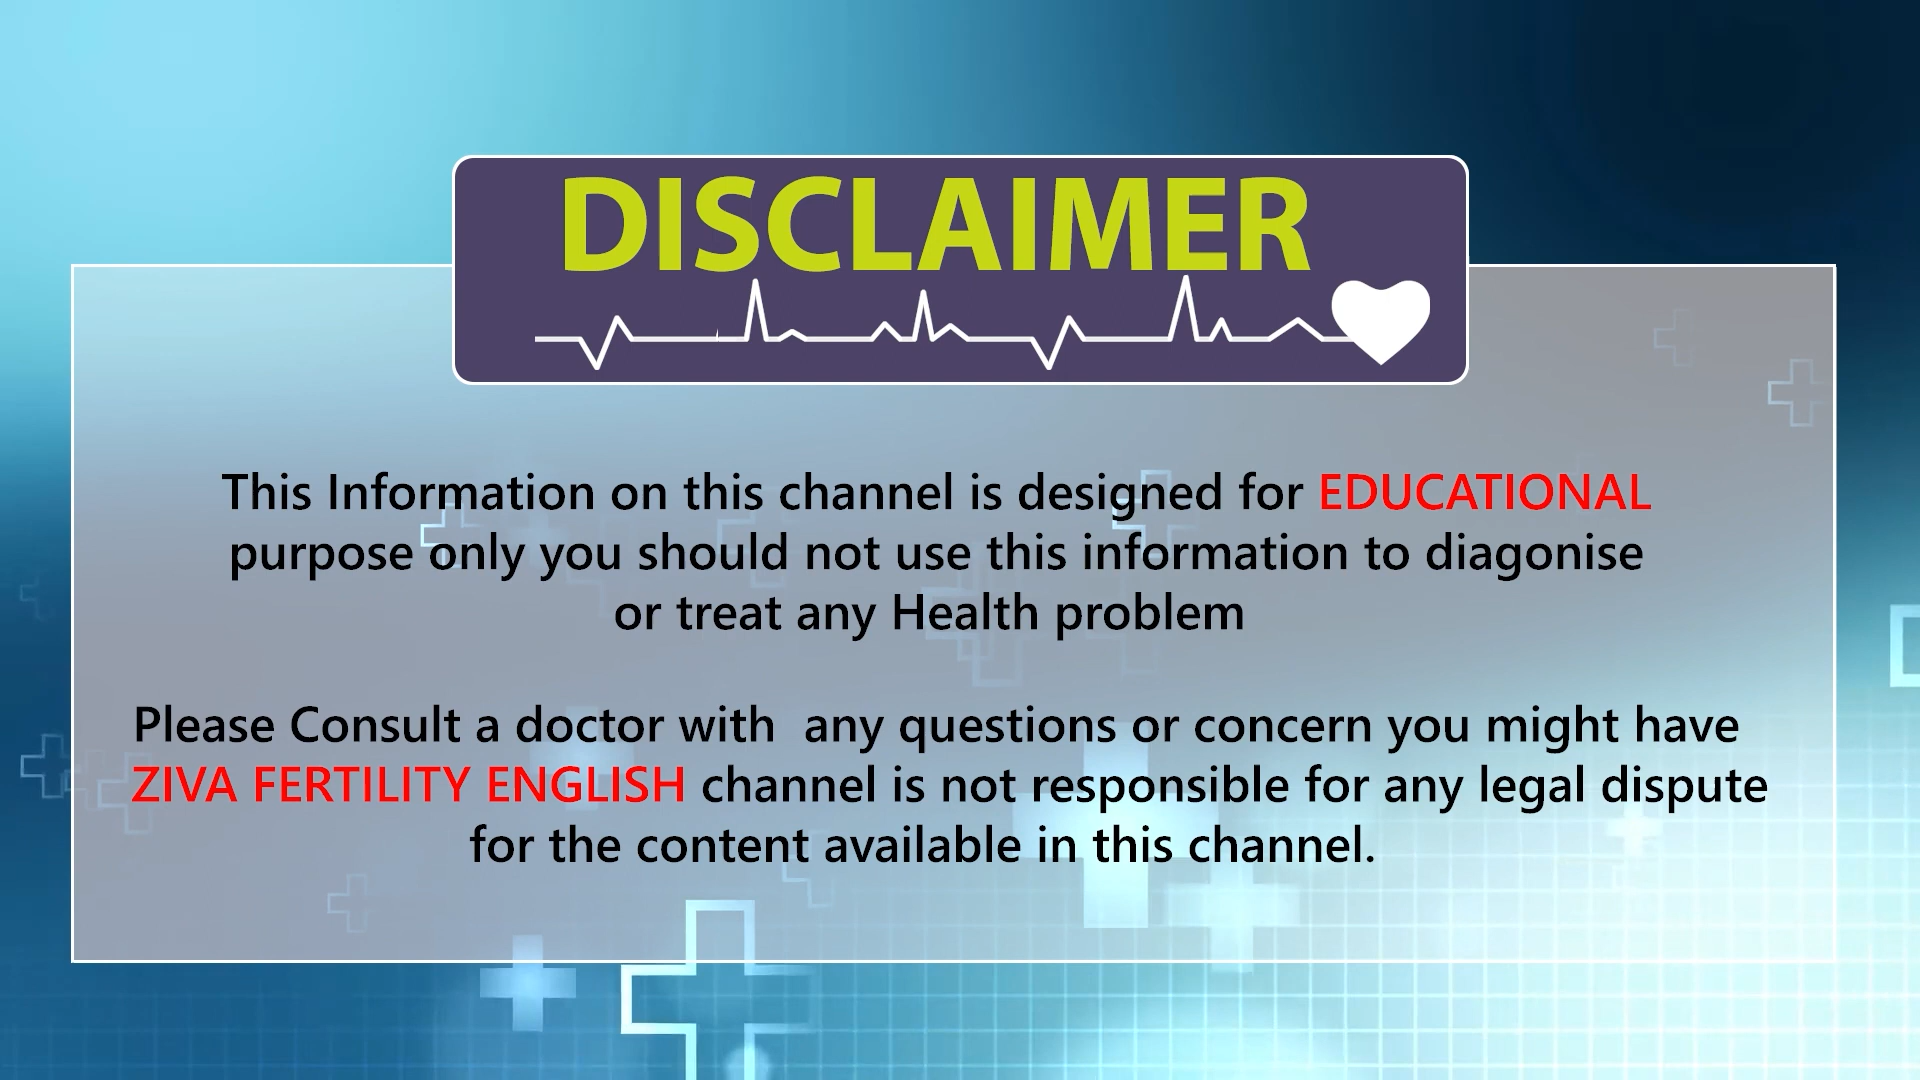 DISCLAIMER
This Information on this channel is designed for EDUCATIONAL
purpose only you should not use this information to diagonise
or treat any Health problem
Please Consult a doctor with  any questions or concern you might have
ZIVA FERTILITY ENGLISH channel is not responsible for any legal dispute
for the content available in this channel.